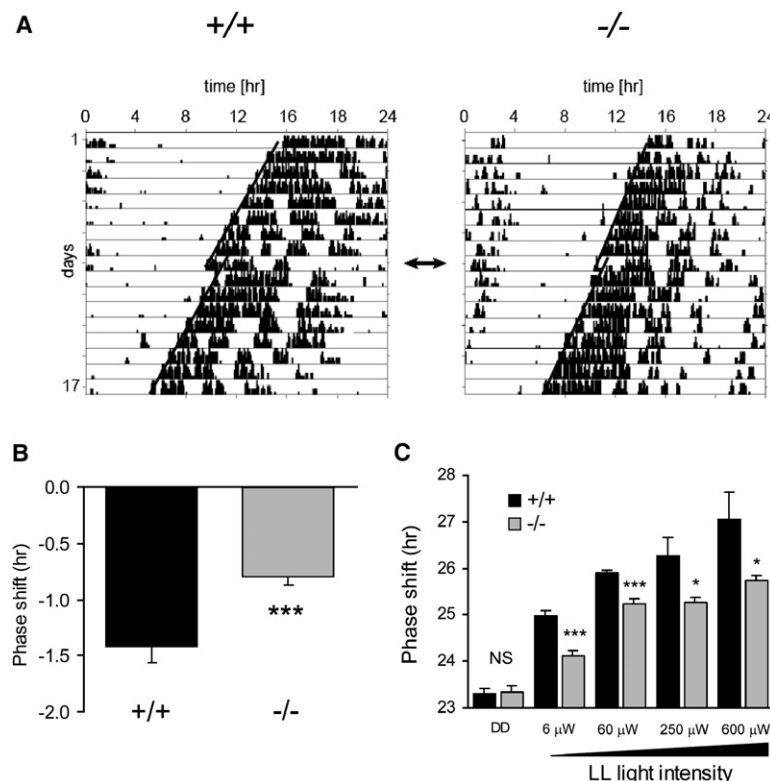 A
+/+
-/-
time [hr]
time [hr]
0 4 8 12 16 20 24
0 4 8 12 16 20 24
1
days
17
B
0.0
-0.5
-1.0
-1.5
-2.0
Phase shift (hr)
***
+/+
-/-
C
28
27
26
25
24
23
Phase shift (hr)
+/+
-/-
NS
***
***
*
*
DD 6 µW 60 µW 250 µW 600 µW
LL light intensity